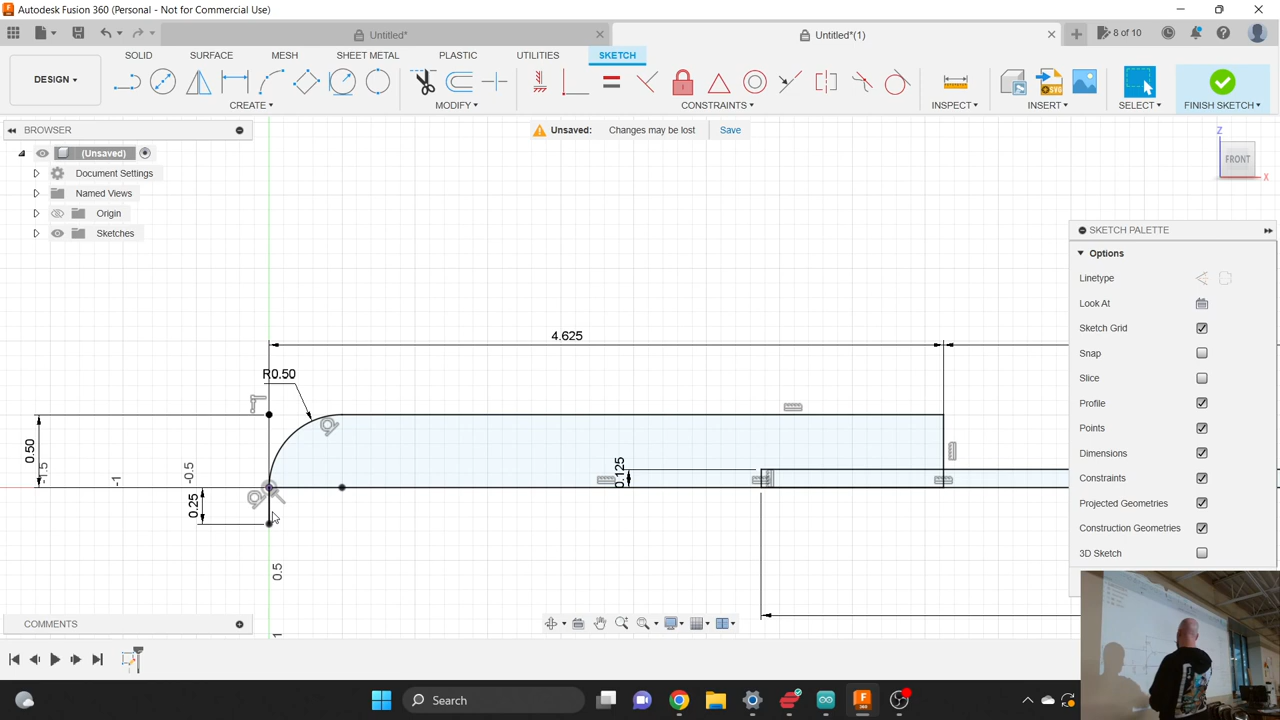 Autodesk Fusion 360 (Personal - Not for Commercial Use)
Untitled*
Untitled*(1)
8 of 10
DESIGN
SOLID
SURFACE
MESH
SHEET METAL
PLASTIC
UTILITIES
SKETCH
CREATE
MODIFY
CONSTRAINTS
INSPECT
INSERT
SELECT
FINISH SKETCH
BROWSER
Unsaved: Changes may be lost
Save
(Unsaved)
Document Settings
Named Views
Origin
Sketches
Z
FRONT
X
SKETCH PALETTE
Options
Linetype
Look At
Sketch Grid
Snap
Slice
Profile
Points
Dimensions
Constraints
Projected Geometries
Construction Geometries
3D Sketch
4.625
R0.50
0.50
-1.5
-1
-0.5
0.25
0.125
0.5
1
COMMENTS
Search